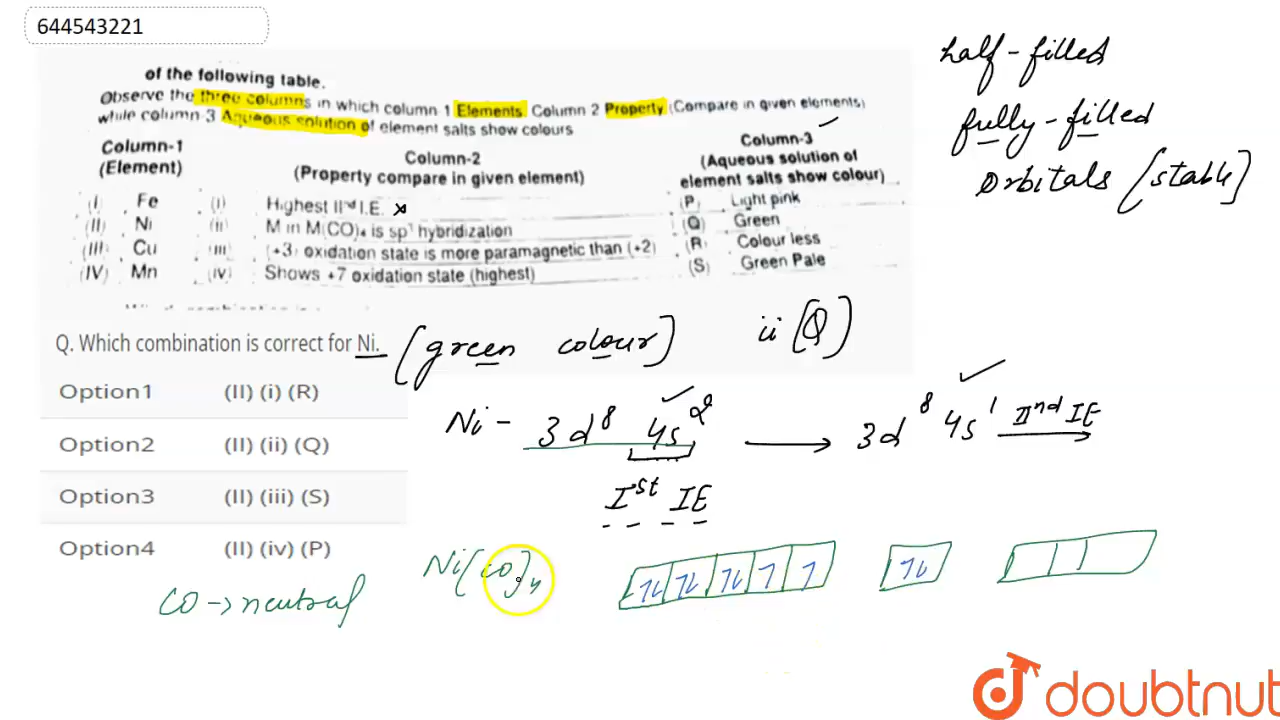 644543221
of the following table.
Observe the three columns in which column 1 Elements Column 2 Property (Compare in given elements)
while column 3 Aqueous solution of element salts show colours
Column-1
(Element)
Column-2
(Property compare in given element)
Column-3
(Aqueous solution of
element salts show colour)
(I) Fe (i) Highest IInd I.E. x (P) Light pink
(II) Ni (ii) M in M(CO)4 is sp3 hybridization (Q) Green
(III) Cu (iii) (+3) oxidation state is more paramagnetic than (+2) (R) Colour less
(IV) Mn (iv) Shows +7 oxidation state (highest) (S) Green Pale
Q. Which combination is correct for Ni.
Option1 (II) (i) (R)
Option2 (II) (ii) (Q)
Option3 (II) (iii) (S)
Option4 (II) (iv) (P)
half-filled
fully-filled
orbitals [stable]
(green colour) ii (Q)
Ni - 3d8 4s2 → 3d8 4s1 IInd IE →
Ist IE
Ni(CO)4 1L 1L 1L 1 1 1L
CO → neutral
doubtnut